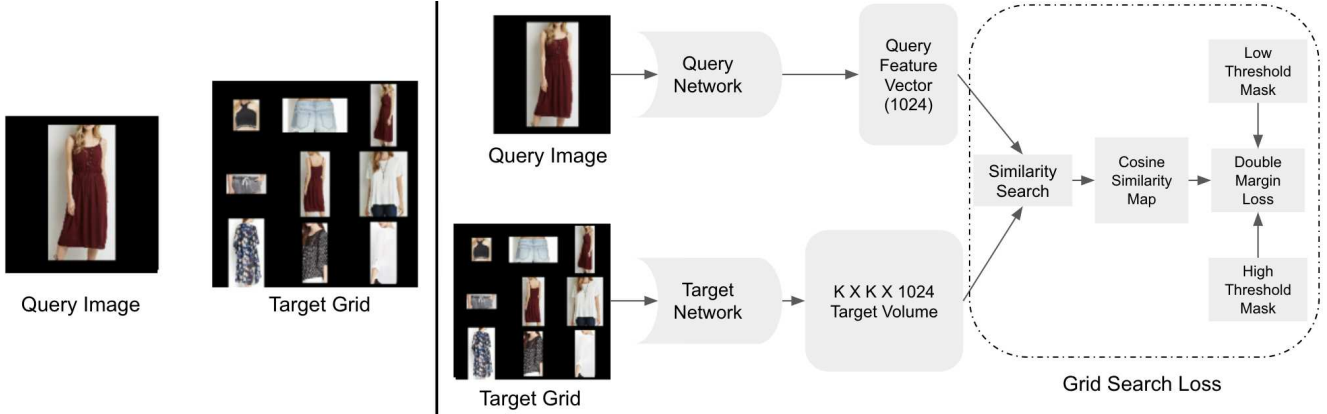 Query Image
Target Grid
Query Image
Query
Network
Query
Feature
Vector
(1024)
Target Grid
Target
Network
K X K X 1024
Target Volume
Similarity
Search
Cosine
Similarity
Map
Low
Threshold
Mask
Double
Margin
Loss
High
Threshold
Mask
Grid Search Loss